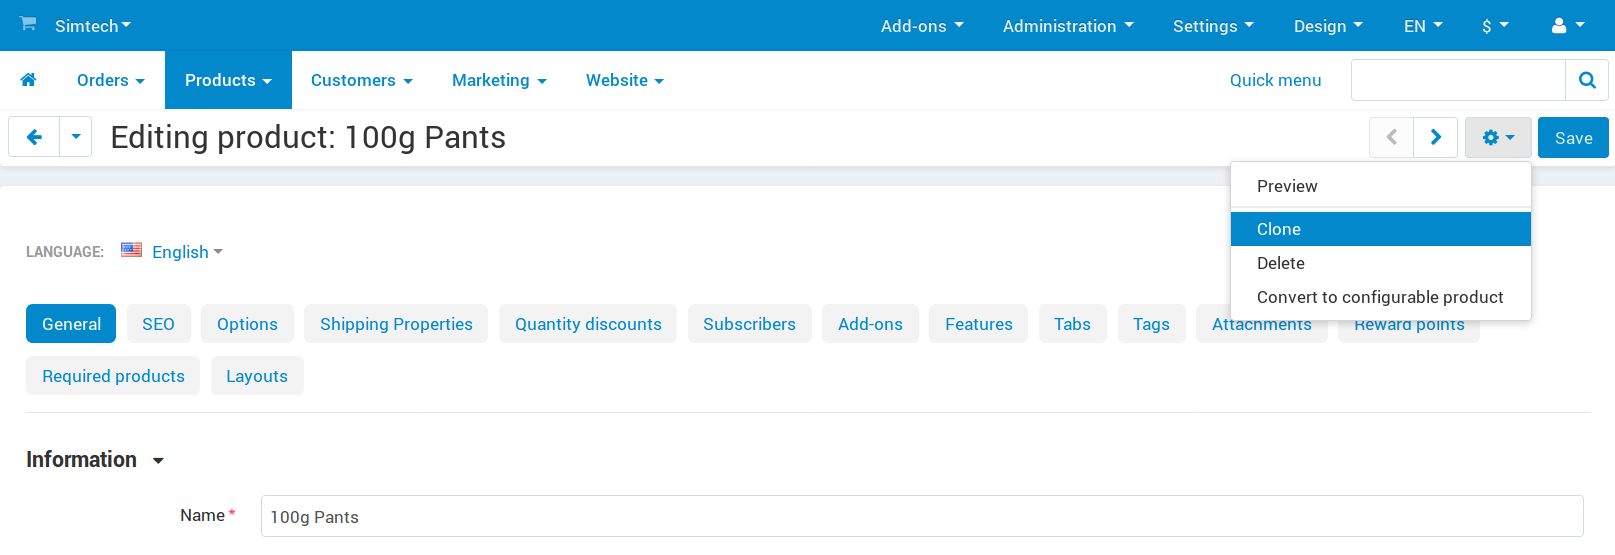 Simtech Add-ons Administration Settings Design EN $
Orders Products Customers Marketing Website Quick menu
Editing product: 100g Pants Save
Preview
Clone
LANGUAGE: English
Delete
Convert to configurable product
General SEO Options Shipping Properties Quantity discounts Subscribers Add-ons Features Tabs Tags Attachments Reward points
Required products Layouts
Information
Name * 100g Pants